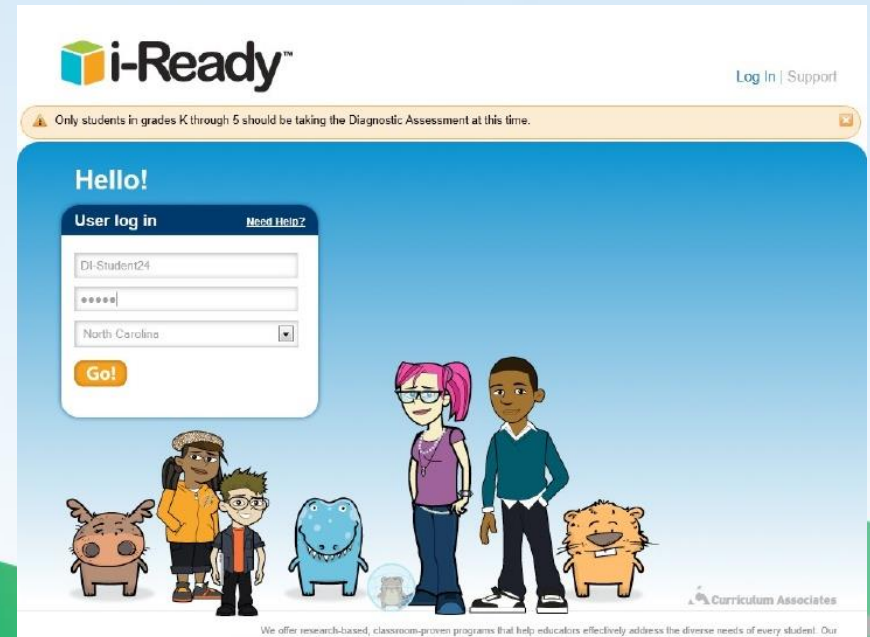 i-Ready™
Log In | Support
Only students in grades K through 5 should be taking the Diagnostic Assessment at this time.
Hello!
User log in Need Help?
DI-Student24
•••••
North Carolina
Go!
Curriculum Associates
We offer research-based, classroom-proven programs that help educators effectively address the diverse needs of every student. Our